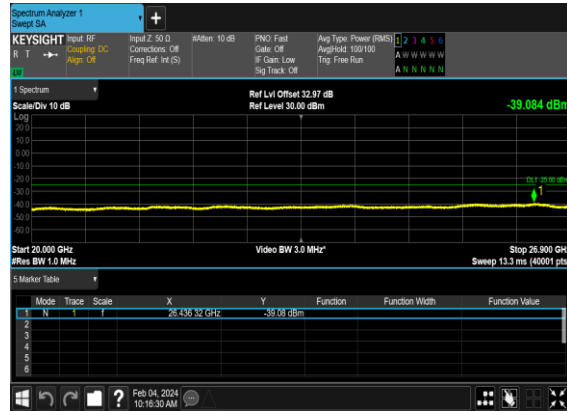 Spectrum Analyzer 1
Swept SA
+
KEYSIGHT Input: RF Input Z: 50 Ω #Atten: 10 dB PNO: Fast Avg Type: Power (RMS) 1 2 3 4 5 6
R T Coupling: DC Corrections: Off Gate: Off Avg|Hold: 100/100 A W W W W W
Align: Off Freq Ref: Int (S) IF Gain: Low Trig: Free Run
LW Sig Track: Off A N N N N N
1 Spectrum Ref Lvl Offset 32.97 dB
Scale/Div 10 dB Ref Level 30.00 dBm -39.084 dBm
Log
20.0
10.0
0.00
-10.0
-20.0 DL1 -25.00 dBm
-30.0 1
-40.0
-50.0
-60.0
Start 20.000 GHz Video BW 3.0 MHz* Stop 26.900 GHz
#Res BW 1.0 MHz Sweep 13.3 ms (40001 pts
5 Marker Table
Mode Trace Scale X Y Function Function Width Function Value
1 N 1 f 26.436 32 GHz -39.08 dBm
2
3
4
5
6
? Feb 04, 2024
10:16:30 AM